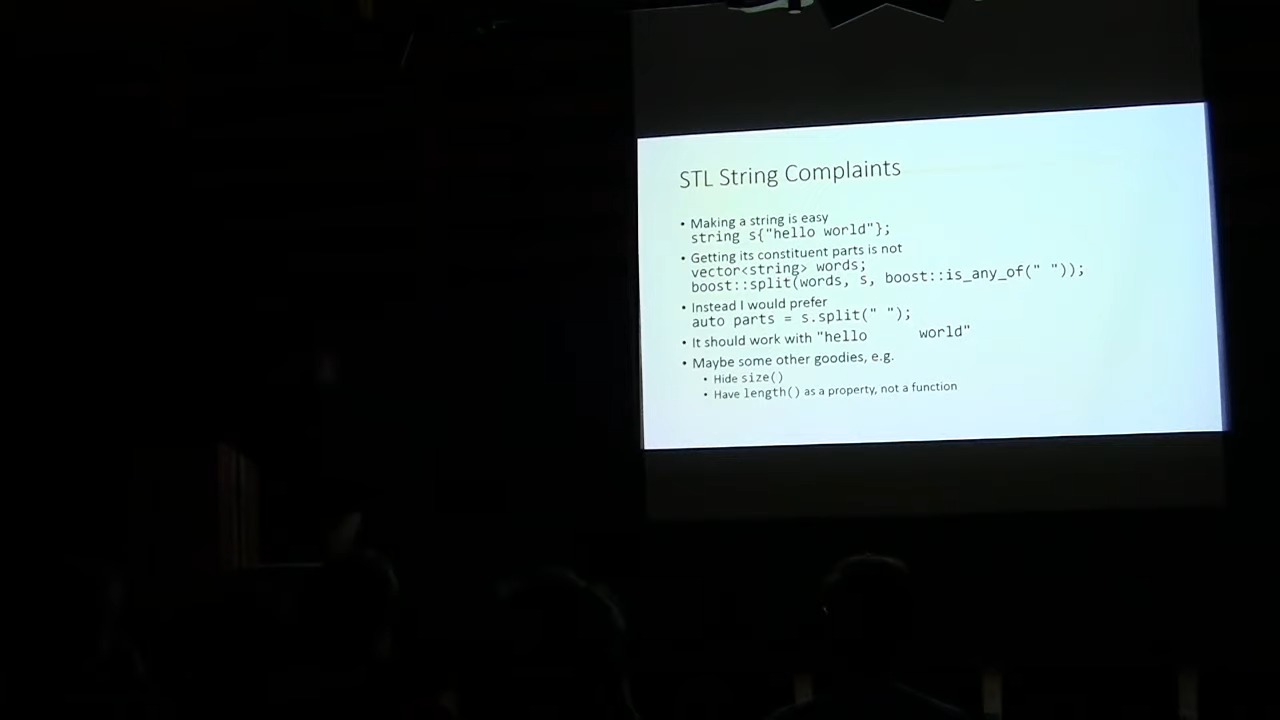 STL String Complaints
• Making a string is easy
string s{"hello world"};
• Getting its constituent parts is not
vector<string> words;
boost::split(words, s, boost::is_any_of(" "));
• Instead I would prefer
auto parts = s.split(" ");
• It should work with "hello      world"
• Maybe some other goodies, e.g.
• Hide size()
• Have length() as a property, not a function